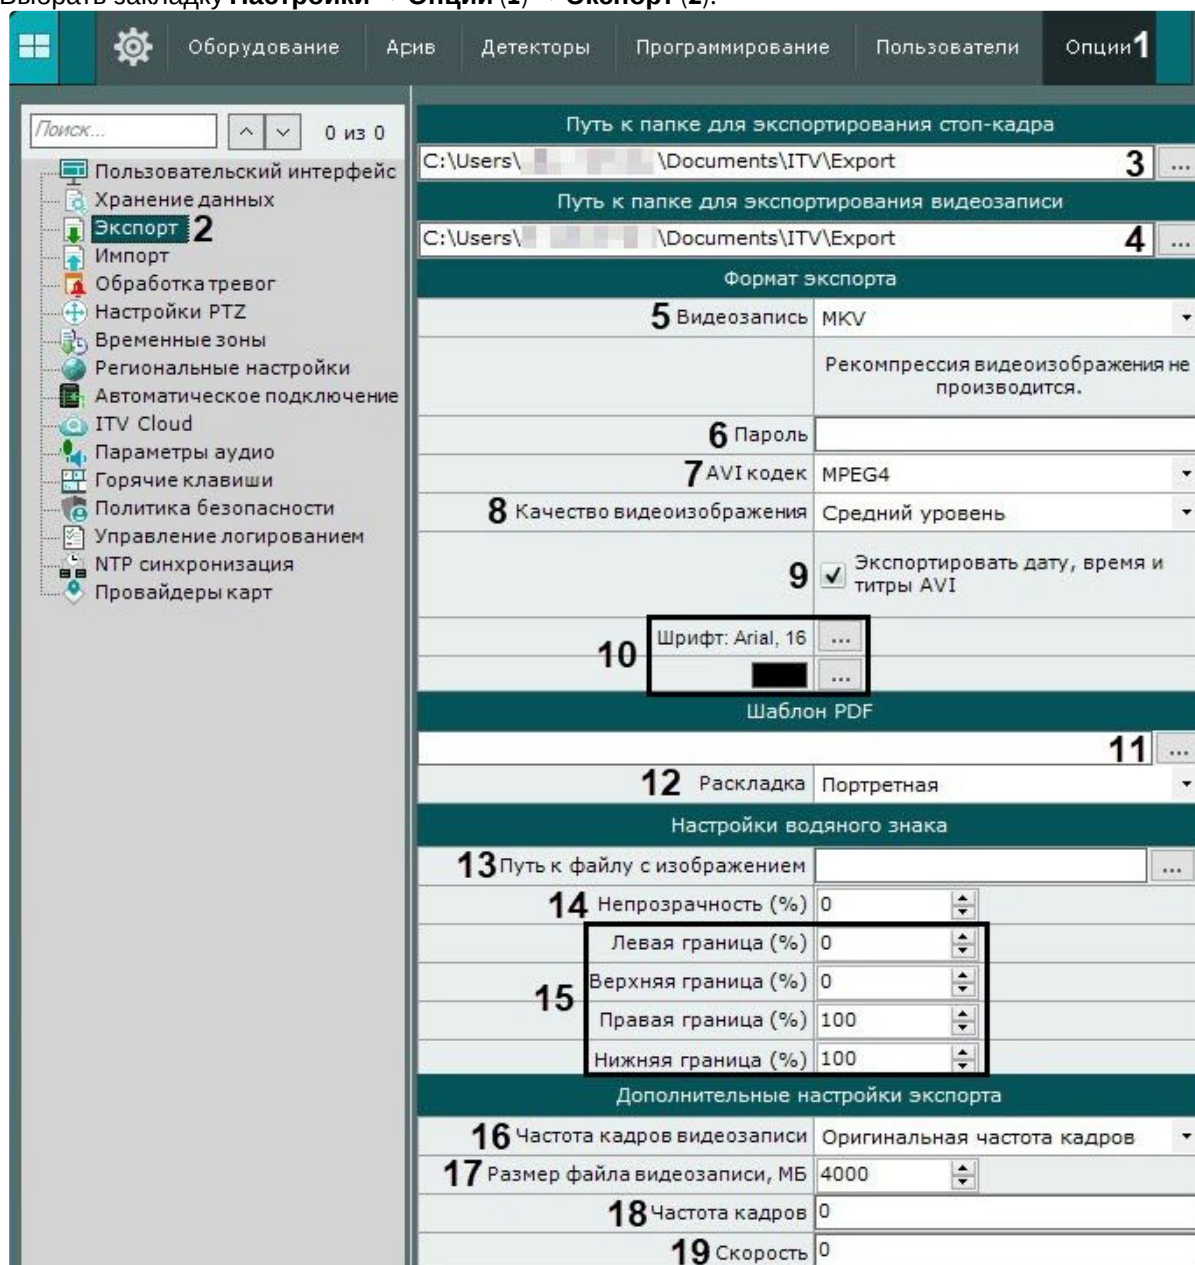 Выбрать закладку Настройки → Опции (1) → Экспорт (2).
Оборудование Архив Детекторы Программирование Пользователи Опции 1
Поиск... 0 из 0
Пользовательский интерфейс
Хранение данных
Экспорт 2
Импорт
Обработка тревог
Настройки PTZ
Временные зоны
Региональные настройки
Автоматическое подключение
ITV Cloud
Параметры аудио
Горячие клавиши
Политика безопасности
Управление логированием
NTP синхронизация
Провайдеры карт
Путь к папке для экспортирования стоп-кадра
C:\Users\ \Documents\ITV\Export 3 ...
Путь к папке для экспортирования видеозаписи
C:\Users\ \Documents\ITV\Export 4 ...
Формат экспорта
5 Видеозапись MKV
Рекомпрессия видеоизображения не
производится.
6 Пароль
7 AVI кодек MPEG4
8 Качество видеоизображения Средний уровень
9 Экспортировать дату, время и
титры AVI
10 Шрифт: Arial, 16 ...
...
Шаблон PDF
11 ...
12 Раскладка Портретная
Настройки водяного знака
13 Путь к файлу с изображением ...
14 Непрозрачность (%) 0
15 Левая граница (%) 0
Верхняя граница (%) 0
Правая граница (%) 100
Нижняя граница (%) 100
Дополнительные настройки экспорта
16 Частота кадров видеозаписи Оригинальная частота кадров
17 Размер файла видеозаписи, МБ 4000
18 Частота кадров 0
19 Скорость 0